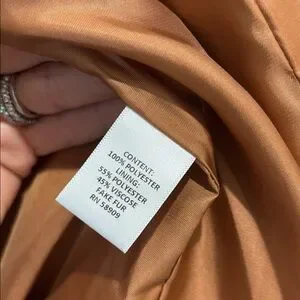 CONTENT:
100% POLYESTER
LINING:
55% POLYESTER
45% VISCOSE
FAKE FUR
RN 58909